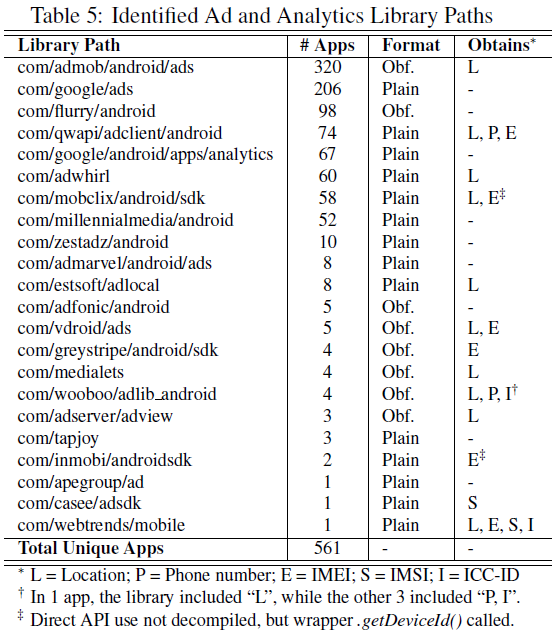 Table 5: Identified Ad and Analytics Library Paths
Library Path # Apps Format Obtains*
com/admob/android/ads 320 Obf. L
com/google/ads 206 Plain -
com/flurry/android 98 Obf. -
com/qwapi/adclient/android 74 Plain L, P, E
com/google/android/apps/analytics 67 Plain -
com/adwhirl 60 Plain L
com/mobclix/android/sdk 58 Plain L, E‡
com/millennialmedia/android 52 Plain -
com/zestadz/android 10 Plain -
com/admarvel/android/ads 8 Plain -
com/estsoft/adlocal 8 Plain L
com/adfonic/android 5 Obf. -
com/vdroid/ads 5 Obf. L, E
com/greystripe/android/sdk 4 Obf. E
com/medialets 4 Obf. L
com/wooboo/adlib_android 4 Obf. L, P, I†
com/adserver/adview 3 Obf. L
com/tapjoy 3 Plain -
com/inmobi/androidsdk 2 Plain E‡
com/apegroup/ad 1 Plain -
com/casee/adsdk 1 Plain S
com/webtrends/mobile 1 Plain L, E, S, I
Total Unique Apps 561 - -
* L = Location; P = Phone number; E = IMEI; S = IMSI; I = ICC-ID
† In 1 app, the library included “L”, while the other 3 included “P, I”.
‡ Direct API use not decompiled, but wrapper .getDeviceId() called.